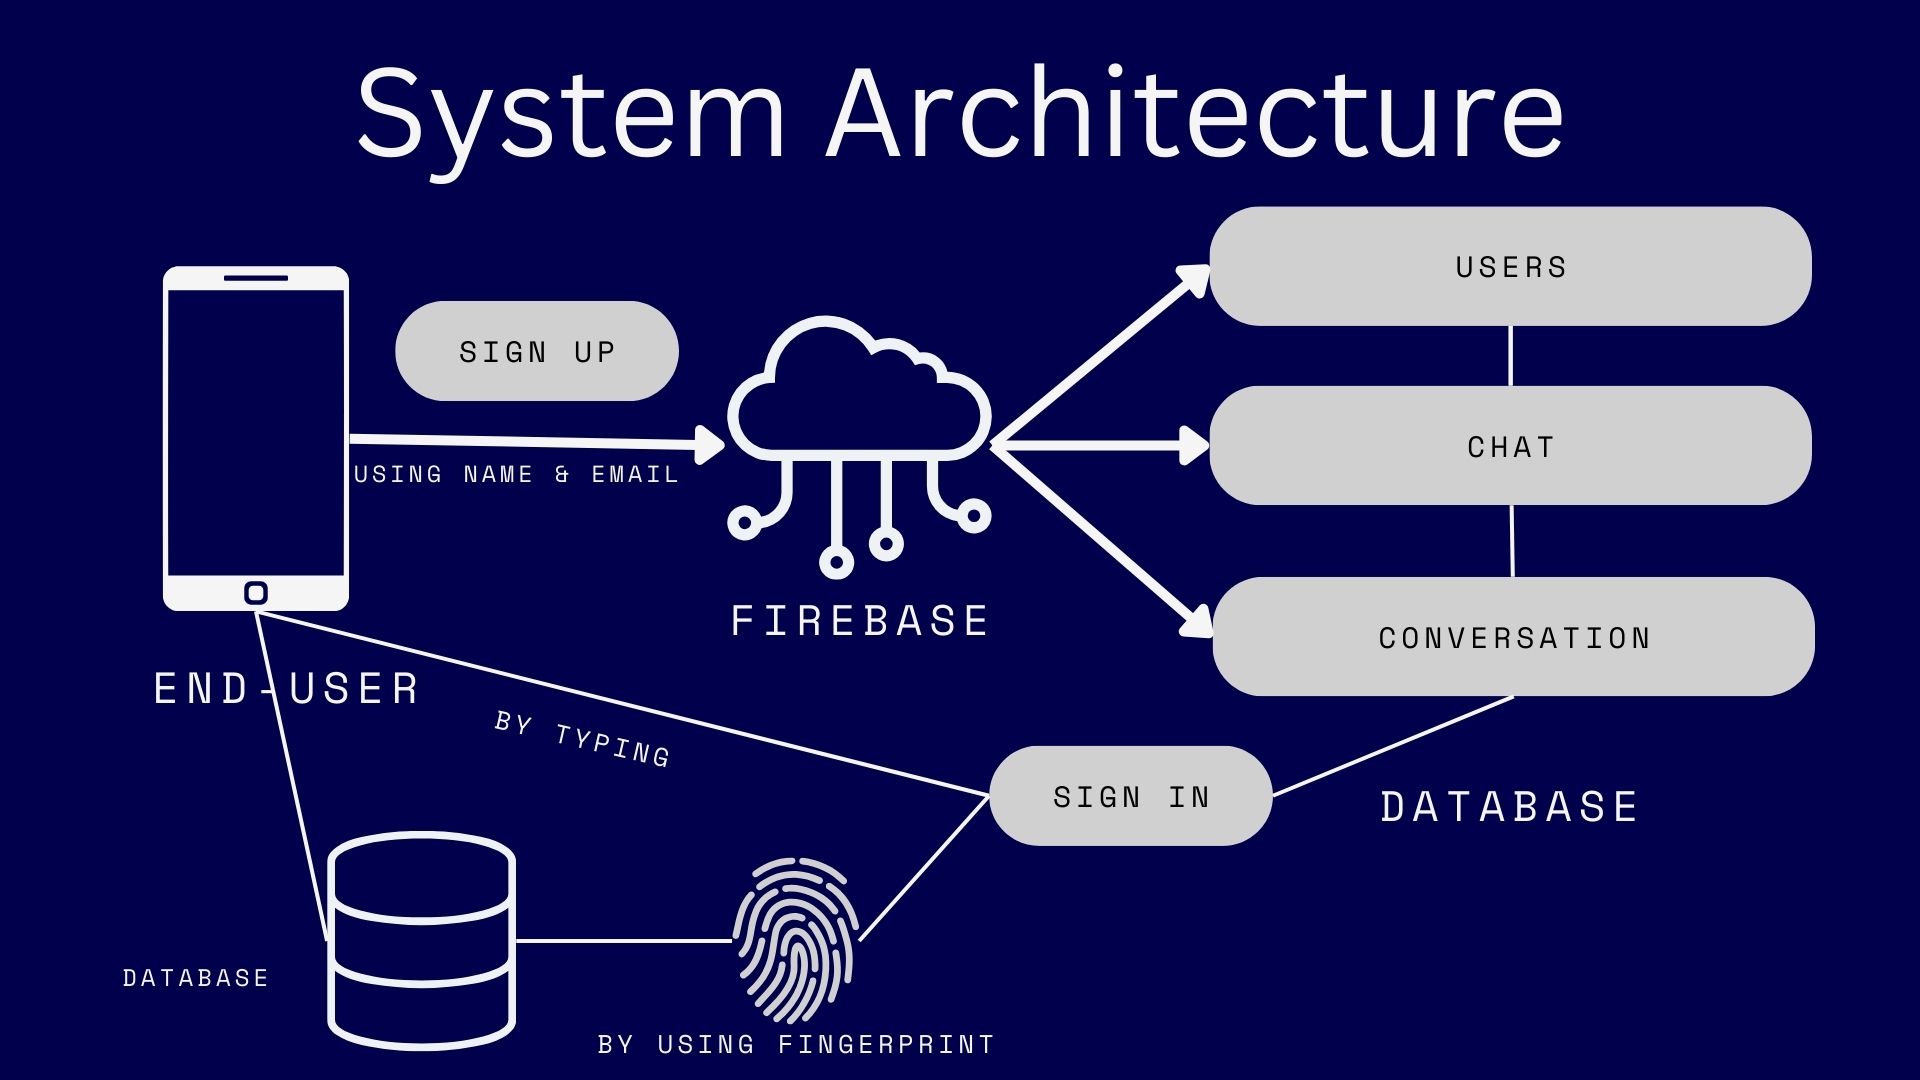 System Architecture
USERS
SIGN UP
CHAT
USING NAME & EMAIL
FIREBASE
CONVERSATION
END-USER
BY TYPING
SIGN IN
DATABASE
DATABASE
BY USING FINGERPRINT